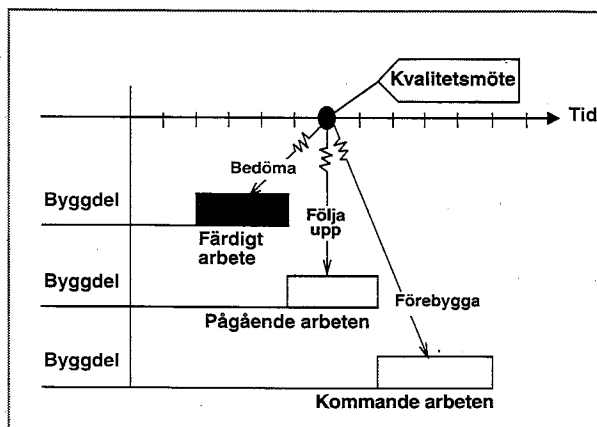 Kvalitetsmöte
Tid
Bedöma
Byggdel
Följa
upp
Färdigt
arbete
Byggdel
Förebygga
Pågående arbeten
Byggdel
Kommande arbeten